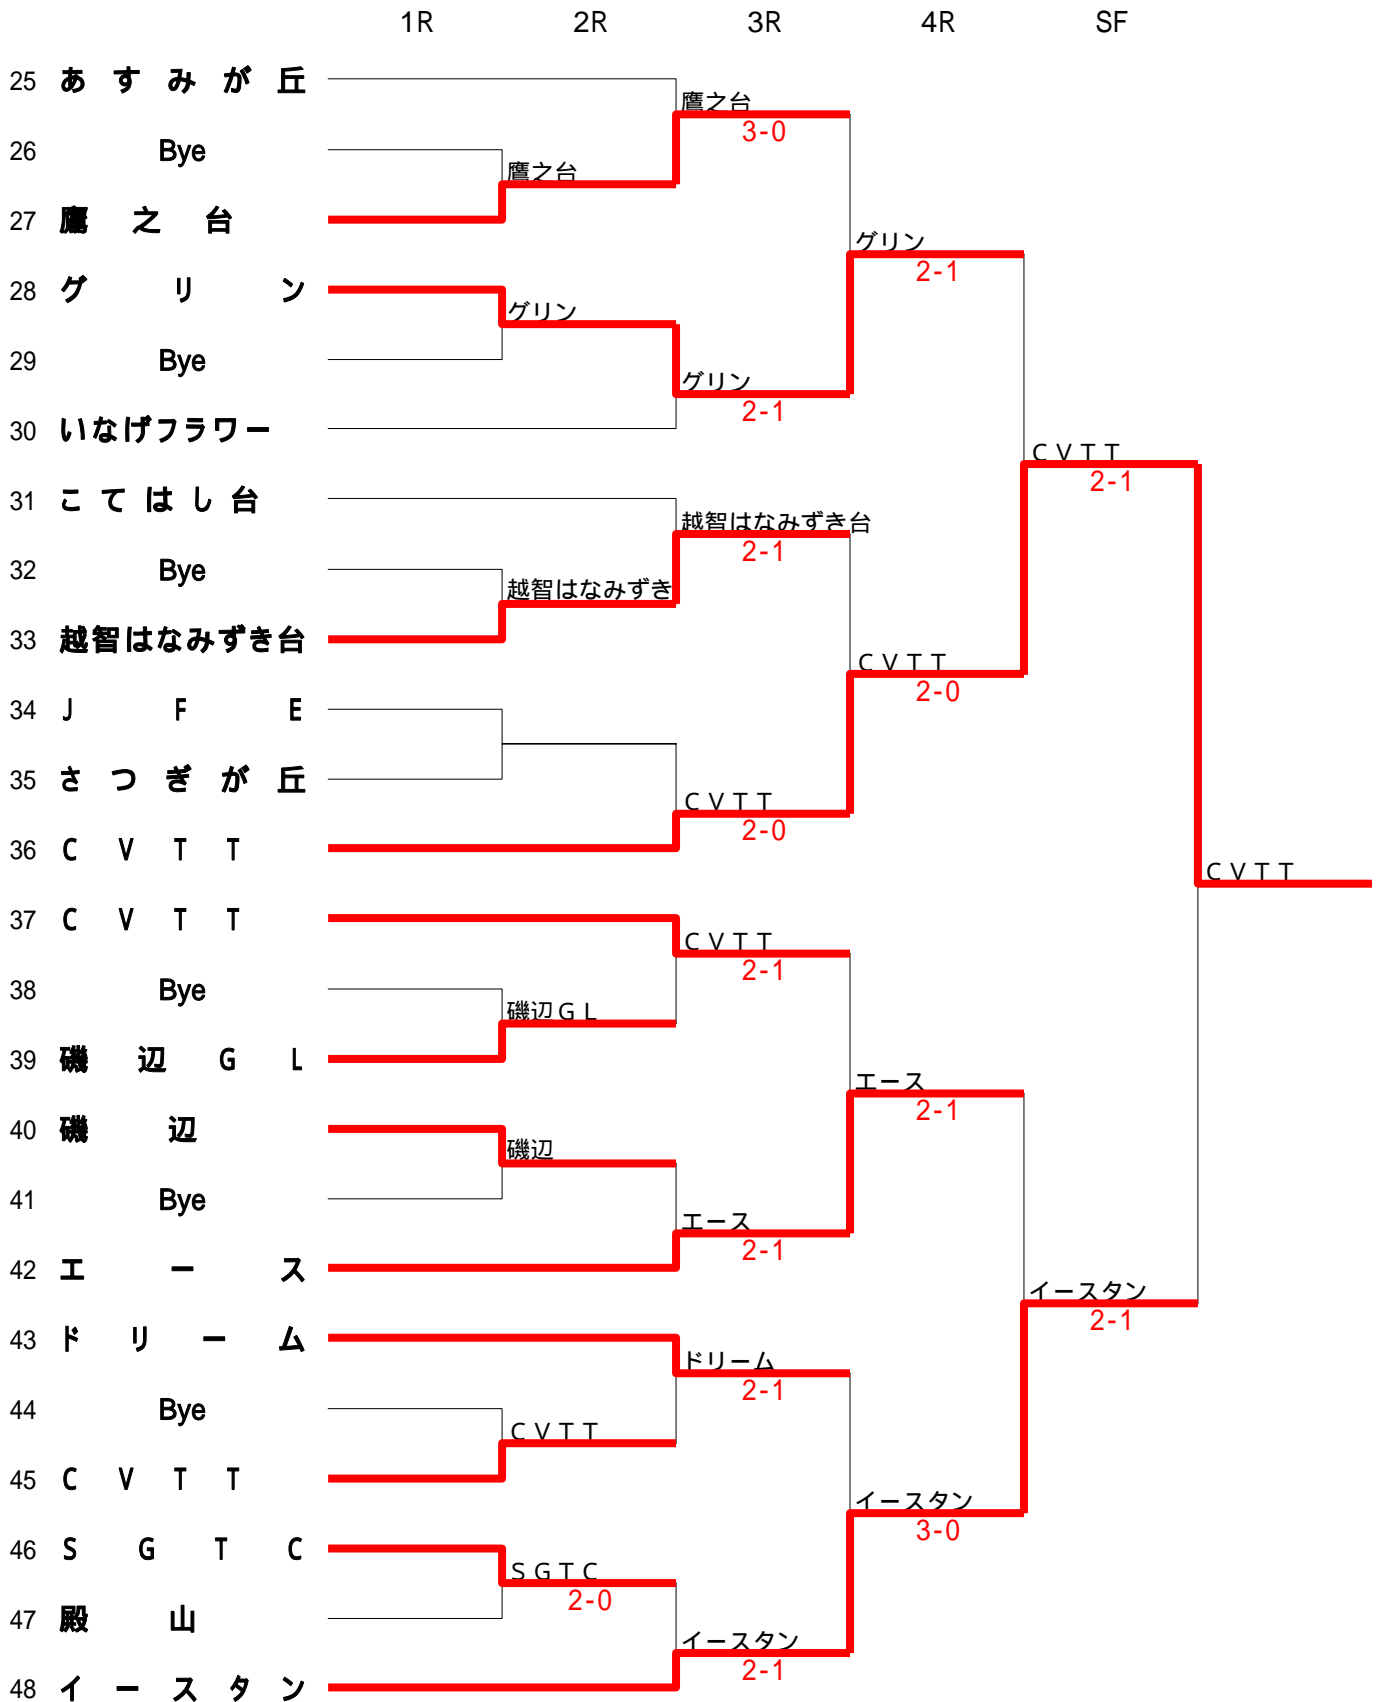 1R 2R 3R 4R SF
25 あすみが丘
鷹之台
3-0
26 Bye
鷹之台
27 鷹之台
グリン
2-1
28 グリン
グリン
29 Bye
グリン
2-1
30 いなげフラワー
CVTT
2-1
31 こてはし台
越智はなみずき台
2-1
32 Bye
越智はなみずき
33 越智はなみずき台
CVTT
2-0
34 JFE
35 さつぎが丘
CVTT
2-0
36 CVTT
CVTT
37 CVTT
CVTT
2-1
38 Bye
磯辺GL
39 磯辺GL
エース
2-1
40 磯辺
磯辺
41 Bye
エース
2-1
42 エース
イースタン
2-1
43 ドリーム
ドリーム
2-1
44 Bye
CVTT
45 CVTT
イースタン
3-0
46 SGTC
SGTC
2-0
47 殿山
イースタン
2-1
48 イースタン